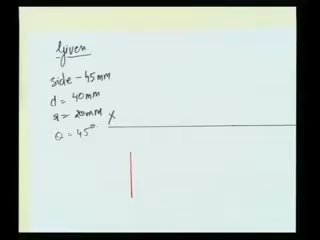 Given
side - 45mm
d = 40mm
r = 20mm
X
θ = 45°